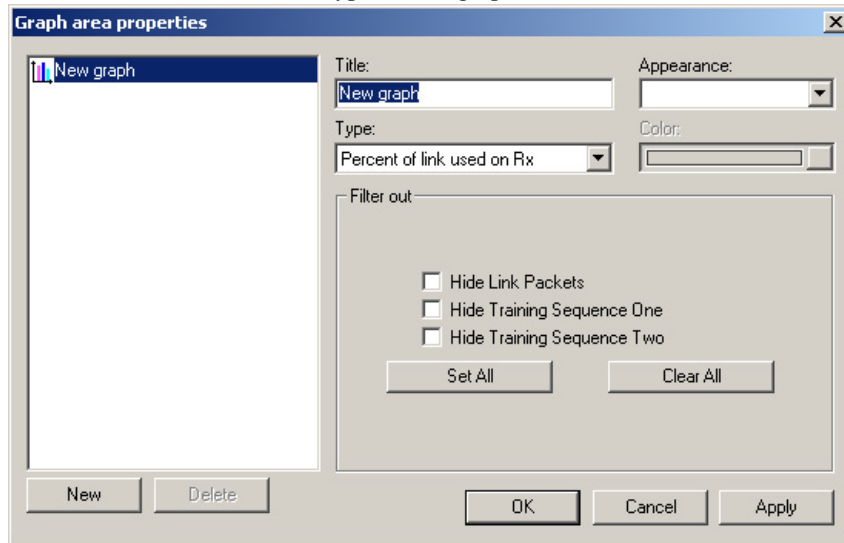 Graph area properties
New graph
Title:
New graph
Appearance:
Type:
Percent of link used on Rx
Color:
Filter out
Hide Link Packets
Hide Training Sequence One
Hide Training Sequence Two
Set All
Clear All
New
Delete
OK
Cancel
Apply